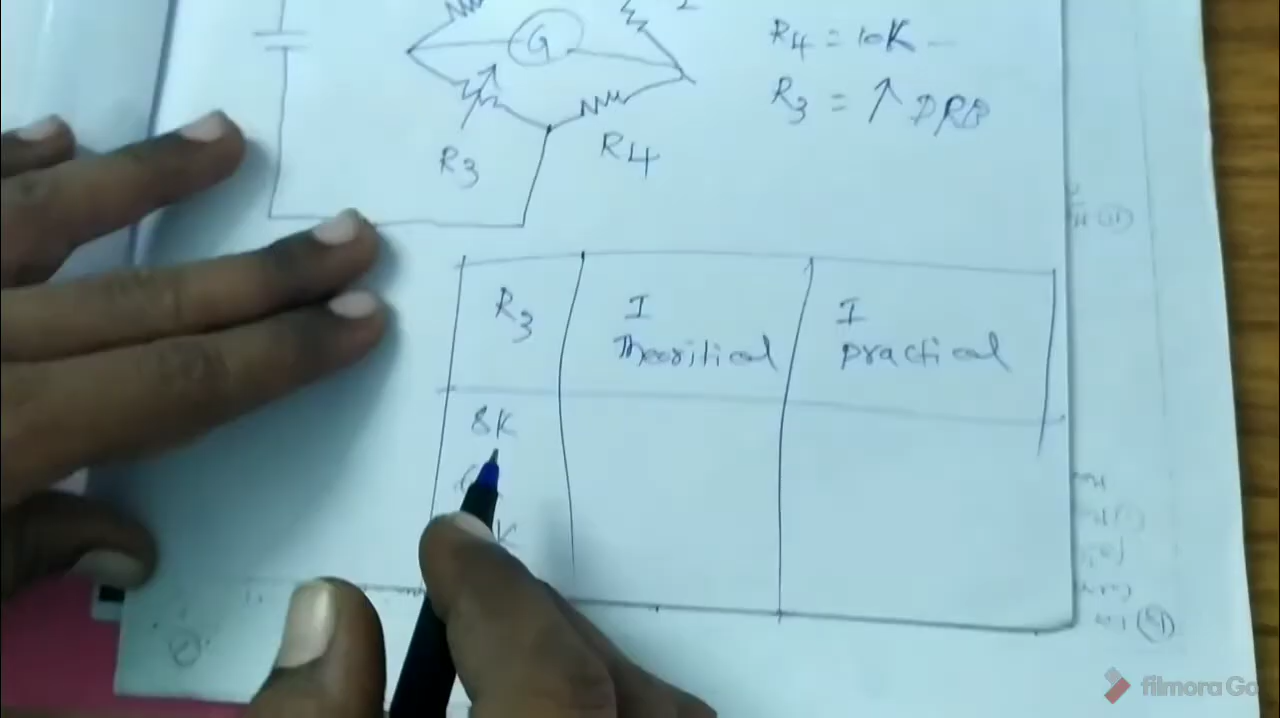 G
R4 = 10K
R3 = ↑ DRB
R3
R4
R3
I
Theoritical
I
practical
8K
K
filmora Go